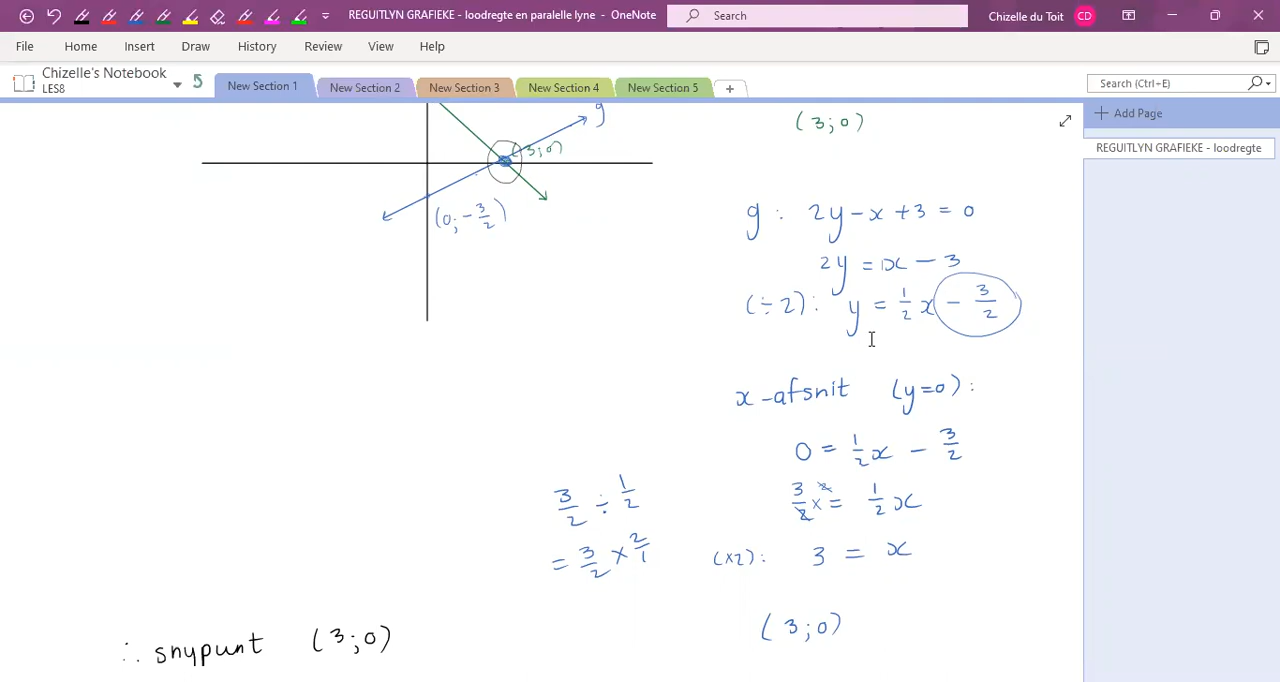 REGUITLYN GRAFIEKE - loodregte en paralelle lyne - OneNote
Search
Chizelle du Toit
CD
File Home Insert Draw History Review View Help
Chizelle's Notebook
LES8
New Section 1
New Section 2
New Section 3
New Section 4
New Section 5
+
Search (Ctrl+E)
+ Add Page
REGUITLYN GRAFIEKE - loodregte
g
(3;0)
(0;-3/2)
(3;0)
g: 2y-x+3=0
2y = x - 3
(÷2): y = 1/2 x - 3/2
x-afsnit (y=0):
0 = 1/2 x - 3/2
3/2 × 2 = 1/2 x
(×2): 3 = x
(3;0)
3/2 ÷ 1/2
= 3/2 × 2/1
∴ snypunt (3;0)